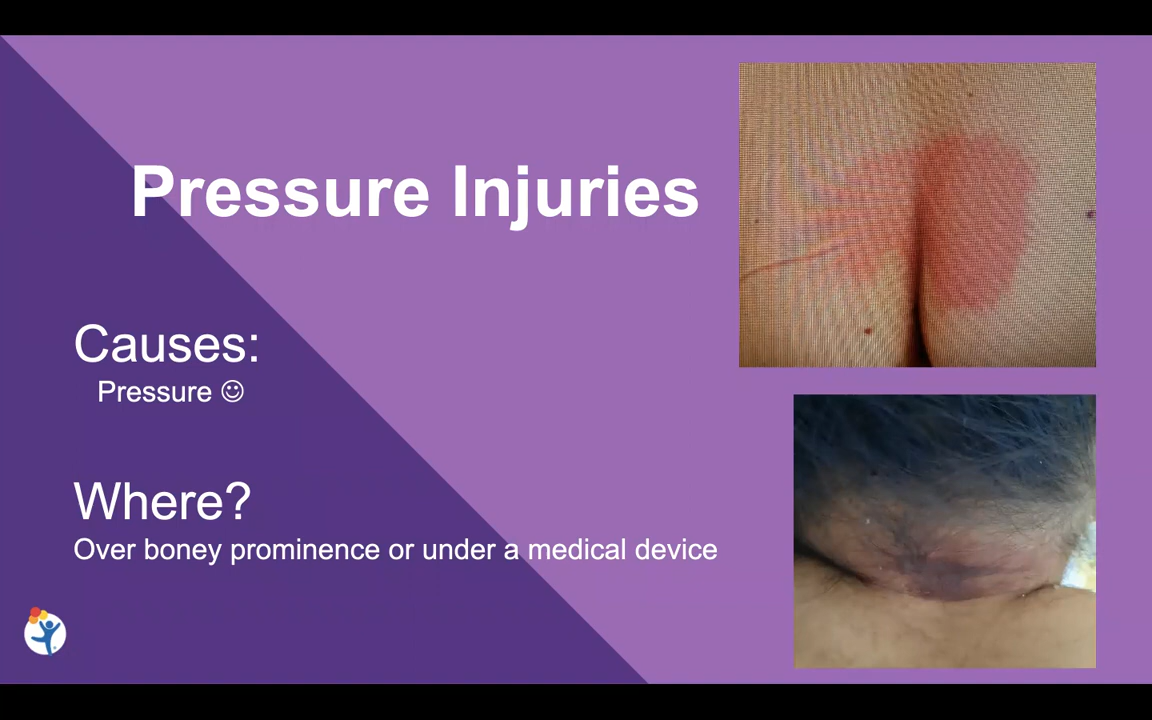 Pressure Injuries
Causes:
Pressure ☺
Where?
Over boney prominence or under a medical device